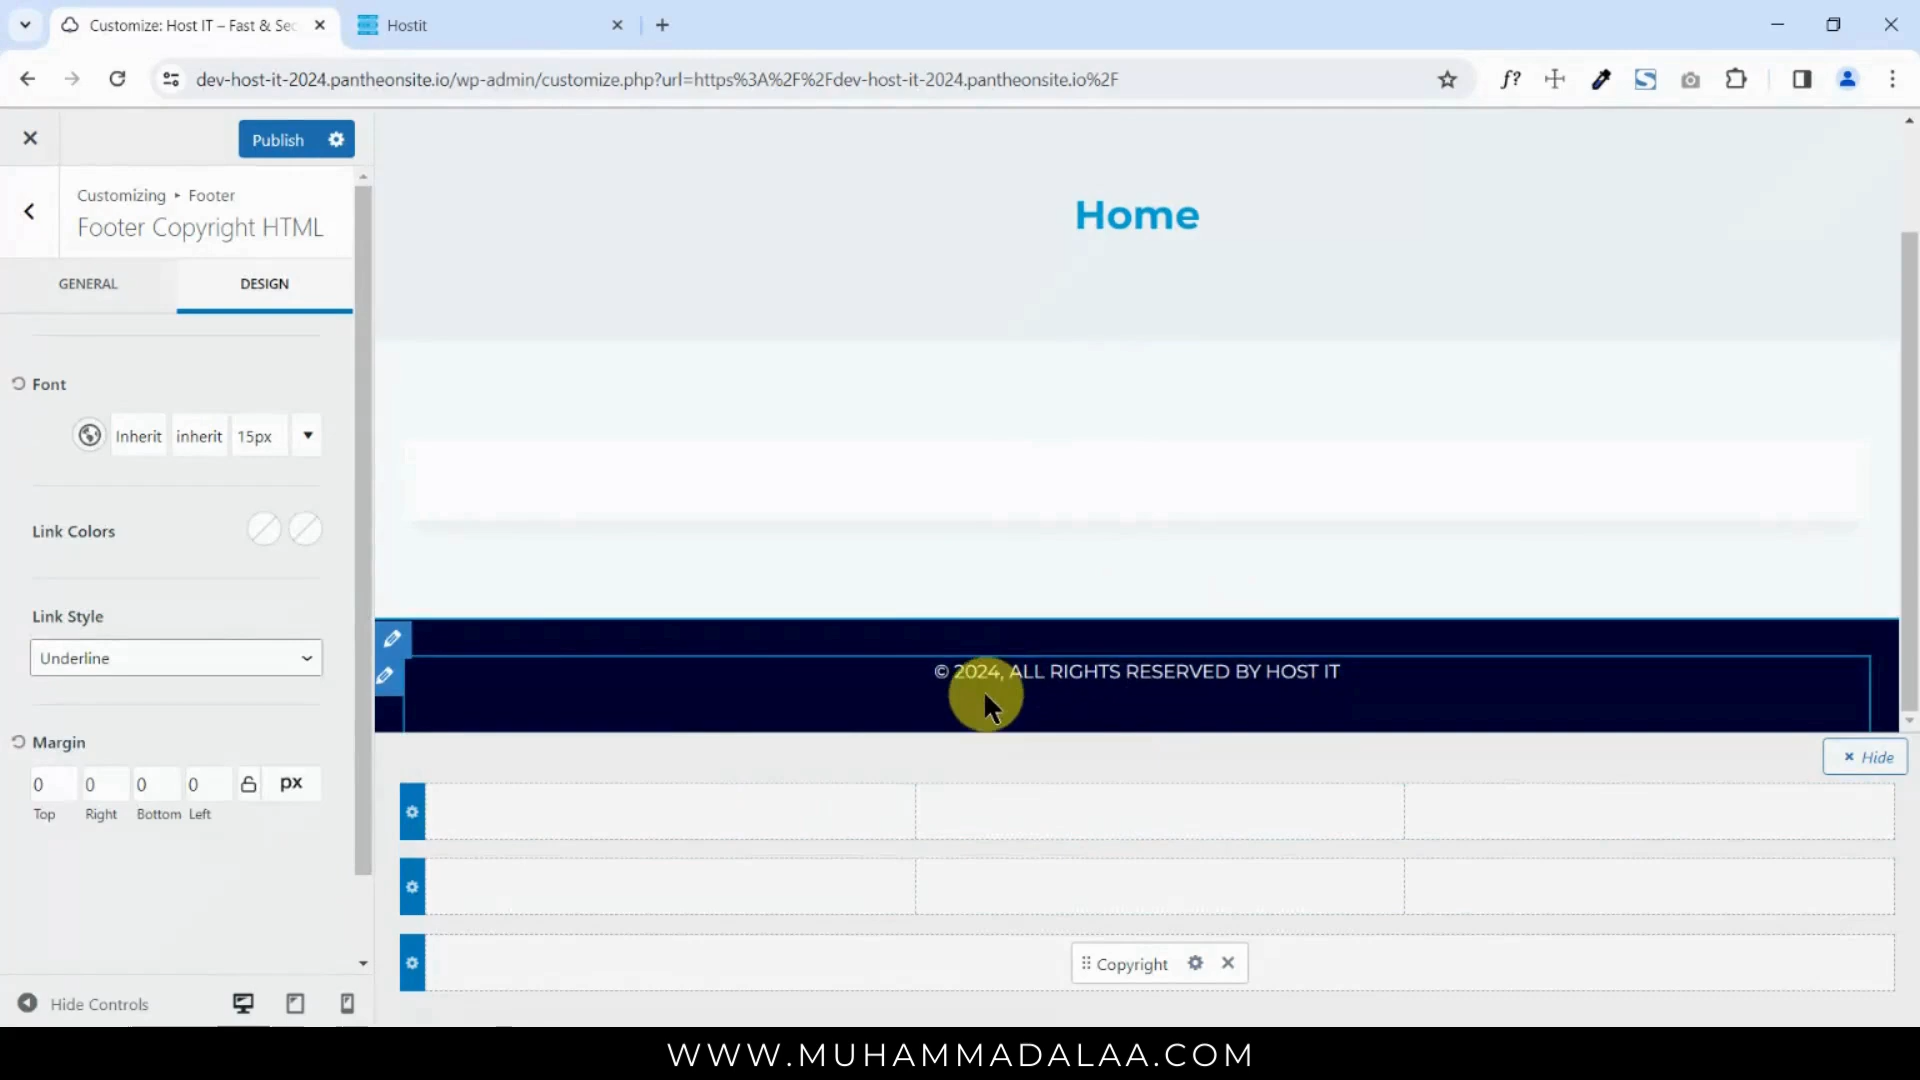 Customize: Host IT – Fast & Sec
Hostit
dev-host-it-2024.pantheonsite.io/wp-admin/customize.php?url=https%3A%2F%2Fdev-host-it-2024.pantheonsite.io%2F
f?
S
Publish
Customizing ▸ Footer
Footer Copyright HTML
GENERAL
DESIGN
Font
Inherit
inherit
15px
Link Colors
Link Style
Underline
Margin
0
0
0
0
px
Top
Right
Bottom
Left
Hide Controls
Home
© 2024, ALL RIGHTS RESERVED BY HOST IT
Hide
Copyright
WWW.MUHAMMADALAA.COM